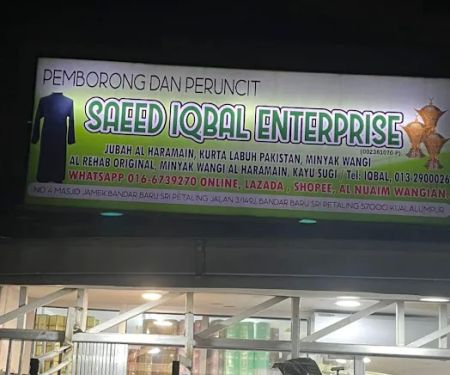 PEMBORONG DAN PERUNCIT
SAEED IQBAL ENTERPRISE
(002381070 P)
JUBAH AL HARAMAIN, KURTA LABUH PAKISTAN, MINYAK WANGI
AL REHAB ORIGINAL, MINYAK WANGI AL HARAMAIN, KAYU SUGI / Tel: IQBAL, 013-2900026
WHATSAPP 016-6739270 ONLINE, LAZADA, SHOPEE, AL NUAIM WANGIAN,
NO 4 MASJID JAMEK BANDAR BARU SRI PETALING JALAN 3/149J, BANDAR BARU SRI PETALING 57000 KUALALUMPUR